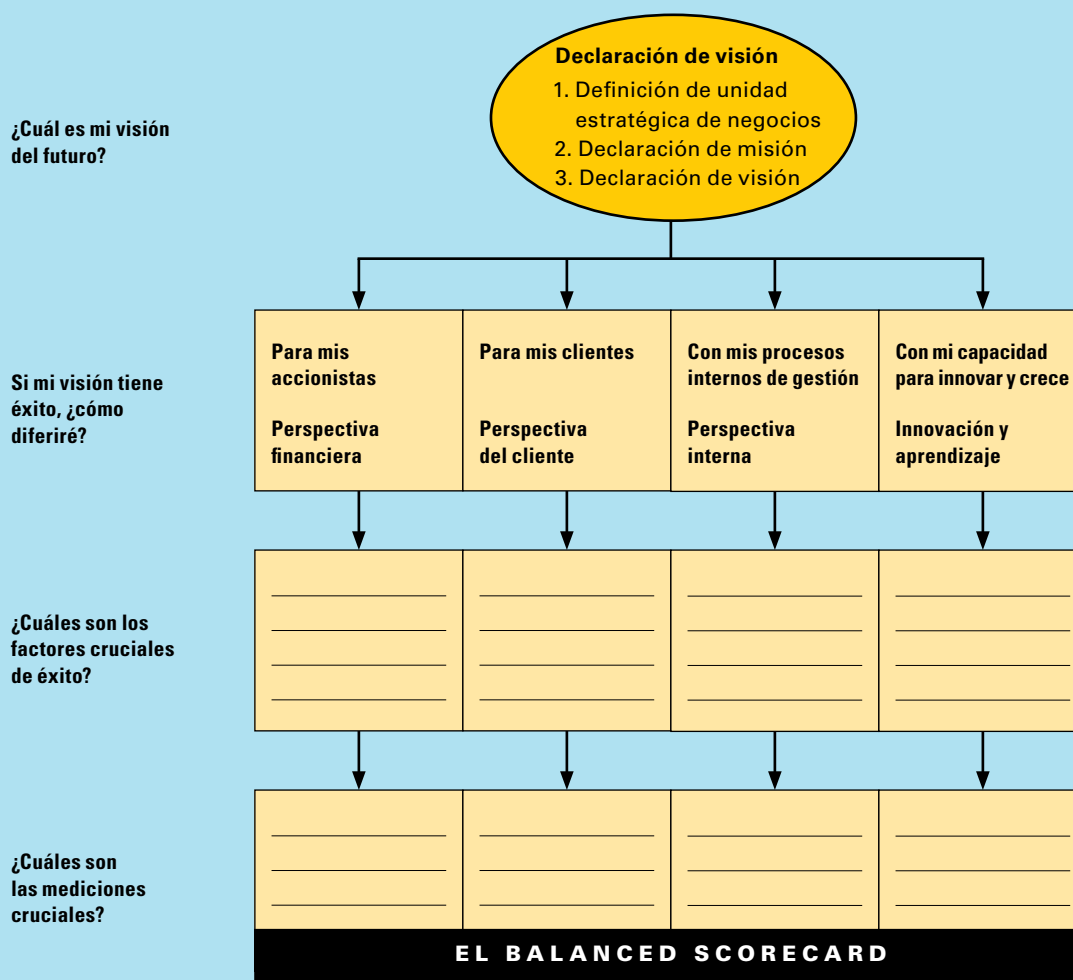 Declaración de visión
1. Definición de unidad
estratégica de negocios
2. Declaración de misión
3. Declaración de visión
¿Cuál es mi visión
del futuro?
Si mi visión tiene
éxito, ¿cómo
diferiré?
Para mis
accionistas
Perspectiva
financiera
Para mis clientes
Perspectiva
del cliente
Con mis procesos
internos de gestión
Perspectiva
interna
Con mi capacidad
para innovar y crece
Innovación y
aprendizaje
¿Cuáles son los
factores cruciales
de éxito?
¿Cuáles son
las mediciones
cruciales?
EL BALANCED SCORECARD